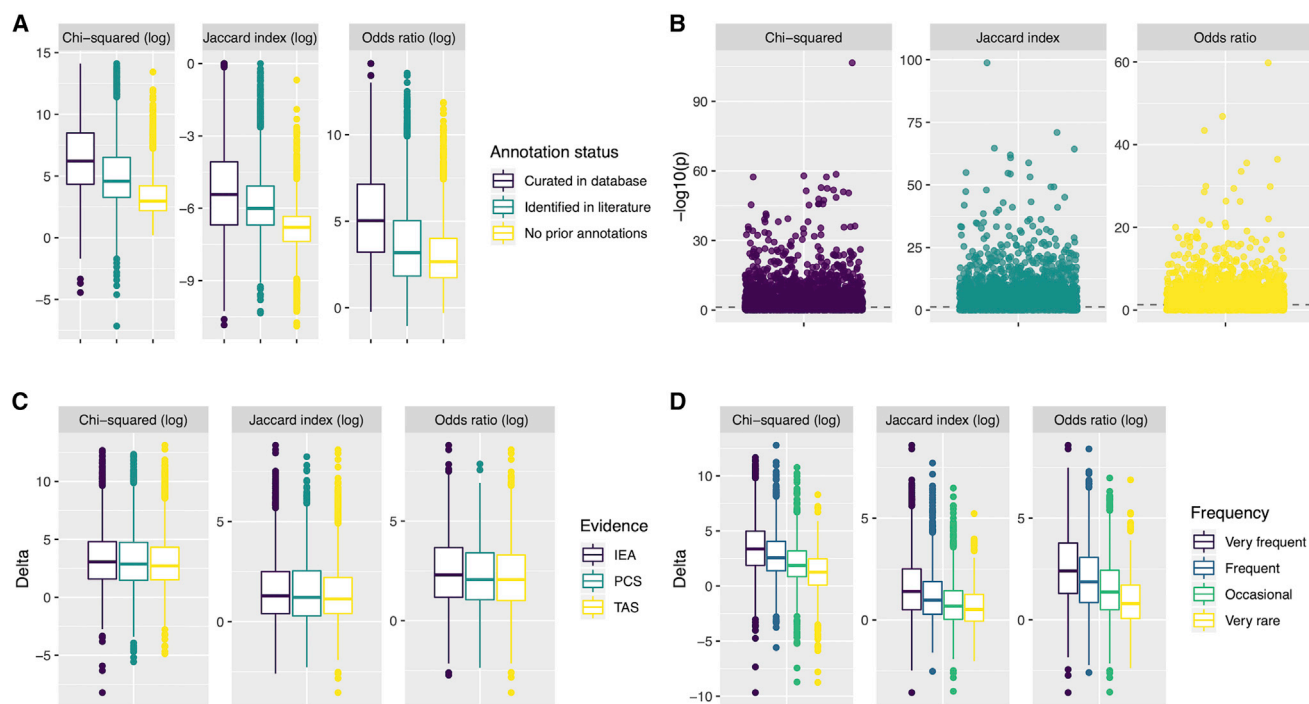 A
Chi-squared (log)
Jaccard index (log)
Odds ratio (log)
15
10
5
0
-5
0
-3
-6
-9
10
5
0
Annotation status
Curated in database
Identified in literature
No prior annotations
B
Chi-squared
Jaccard index
Odds ratio
-log10(p)
90
60
30
0
100
75
50
25
0
60
40
20
0
C
Chi-squared (log)
Jaccard index (log)
Odds ratio (log)
Delta
10
5
0
-5
5
0
5
0
Evidence
IEA
PCS
TAS
D
Chi-squared (log)
Jaccard index (log)
Odds ratio (log)
Delta
10
5
0
-5
-10
5
0
5
0
Frequency
Very frequent
Frequent
Occasional
Very rare